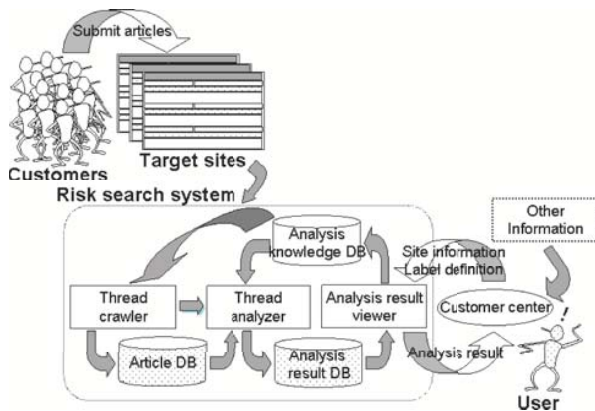 Submit articles
Customers
Target sites
Risk search system
Other
Information
Analysis
knowledge DB
Site information
Label definition
Thread
crawler
Thread
analyzer
Analysis result
viewer
Customer center
Article DB
Analysis
result DB
Analysis result
!
User